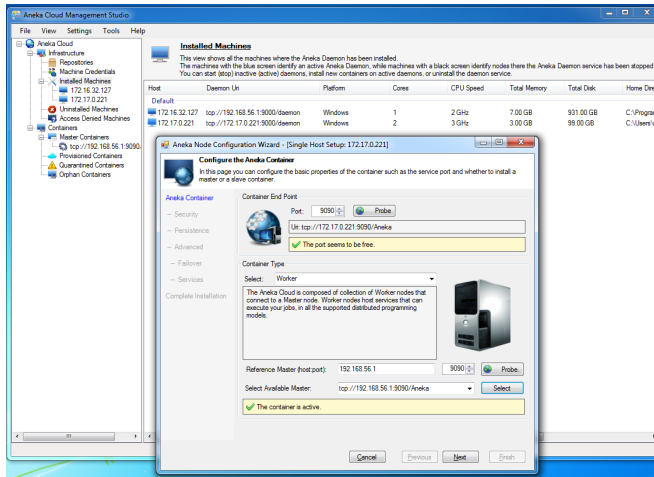 Aneka Cloud Management Studio
File View Settings Tools Help
Aneka Cloud
Infrastructure
Repositories
Machine Credentials
Installed Machines
172.16.32.127
172.17.0.221
Uninstalled Machines
Access Denied Machines
Containers
Master Containers
tcp://192.168.56.1:9090/
Provisioned Containers
Quarantined Containers
Orphan Containers
Installed Machines
This view shows all the machines where the Aneka Daemon has been installed.
The machines with the blue screen identify an active Aneka Daemon, while machines with a black screen identify nodes there the Aneka Daemon service has been stopped
You can start (stop) inactive (active) daemons, install new containers on active daemons, or uninstall the daemon service.
Host Daemon Uri Platform Cores CPU Speed Total Memory Total Disk Home Dire
Default
172.16.32.127 tcp://192.168.56.1:9000/daemon Windows 1 2 GHz 7.00 GB 931.00 GB C:\Program
172.17.0.221 tcp://172.17.0.221:9000/daemon Windows 2 3 GHz 3.00 GB 99.00 GB C:\Users\
Aneka Node Configuration Wizard - [Single Host Setup: 172.17.0.221]
Configure the Aneka Container
In this page you can configure the basic properties of the container such as the service port and whether to install a
master or a slave container.
Aneka Container
– Security
– Persistence
– Advanced
– Failover
– Services
Complete Installation
Container End Point
Port: 9090 Probe
Uri: tcp://172.17.0.221:9090/Aneka
The port seems to be free.
Container Type
Select: Worker
The Aneka Cloud is composed of collection of Worker nodes that
connect to a Master node. Worker nodes host services that can
execute your jobs, in all the supported distributed programming
models.
Reference Master (host:port): 192.168.56.1 9090 Probe
Select Available Master: tcp://192.168.56.1:9090/Aneka Select
The container is active.
Cancel Previous Next Finish